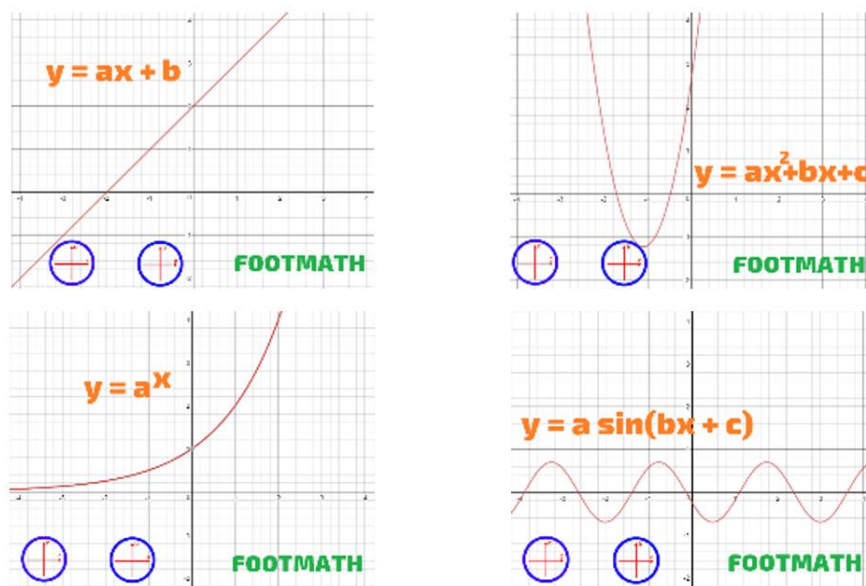 y = ax + b
FOOTMATH
y = ax²+bx+c
FOOTMATH
y = aˣ
FOOTMATH
y = a sin(bx + c)
FOOTMATH